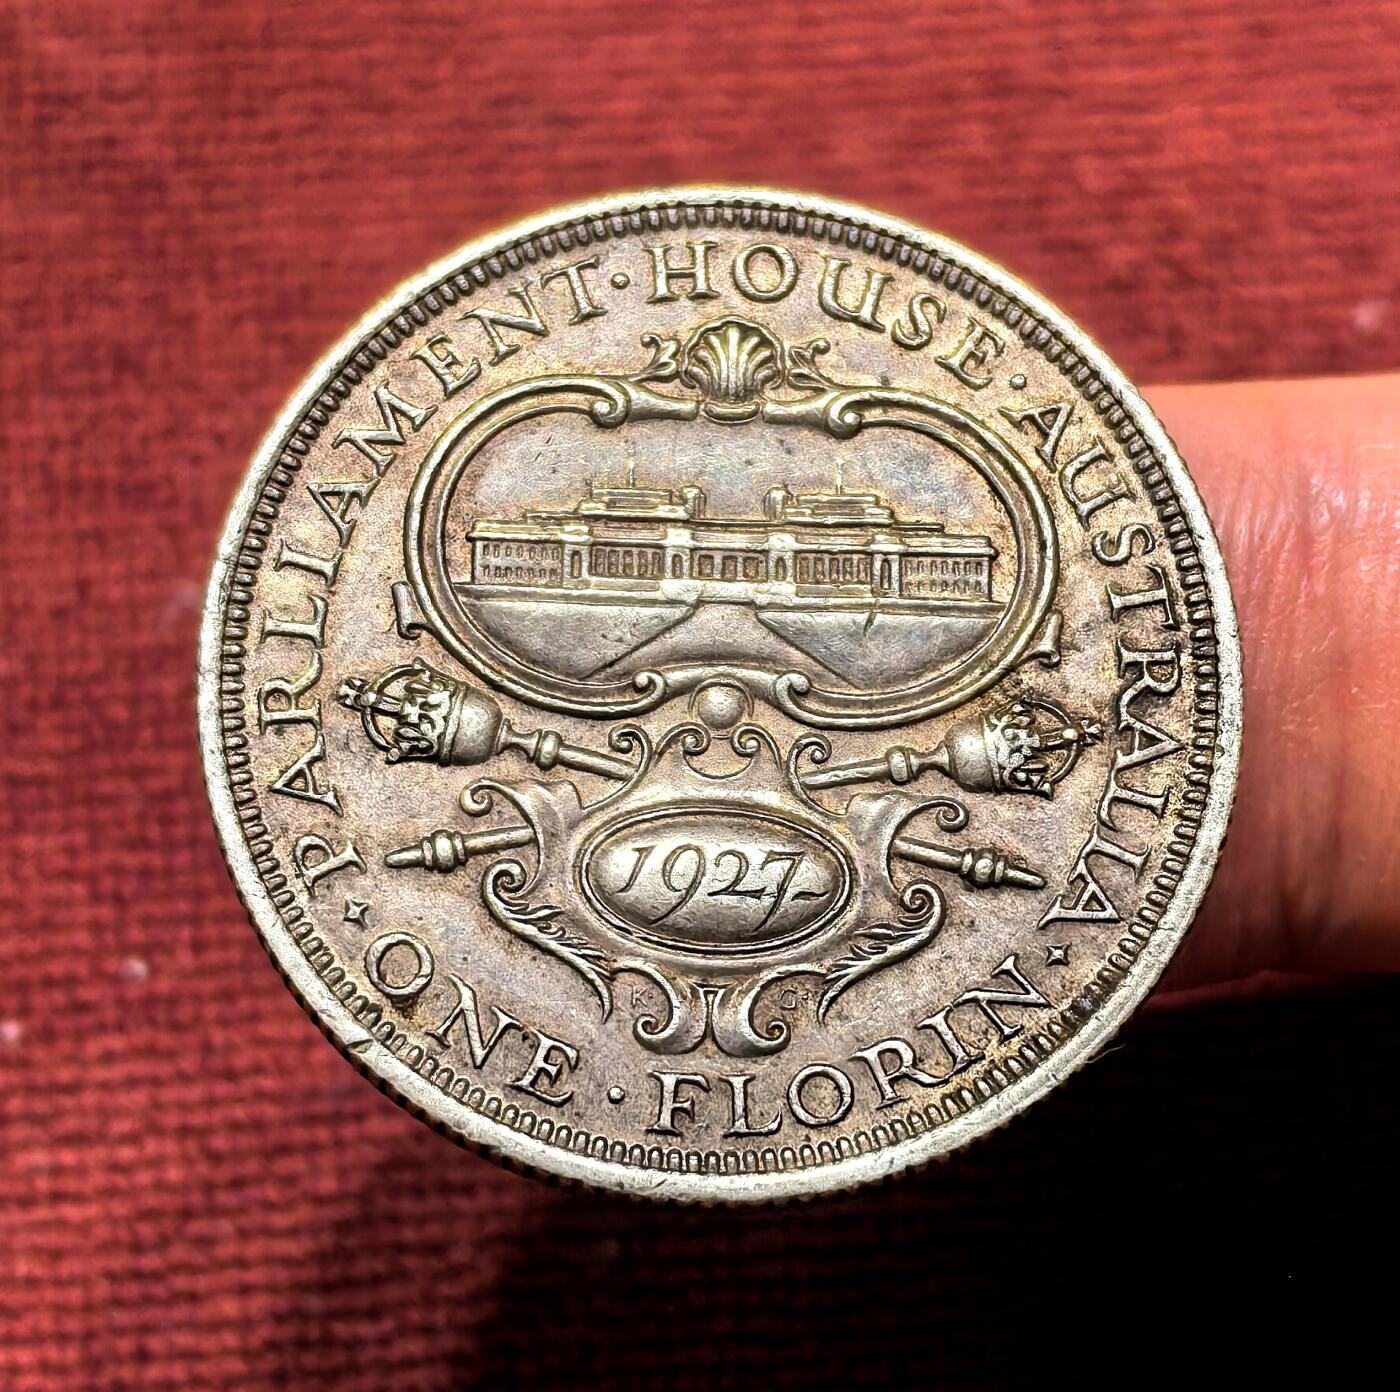 PARLIAMENT · HOUSE · AUSTRALIA
1927
K · G
· ONE · FLORIN ·